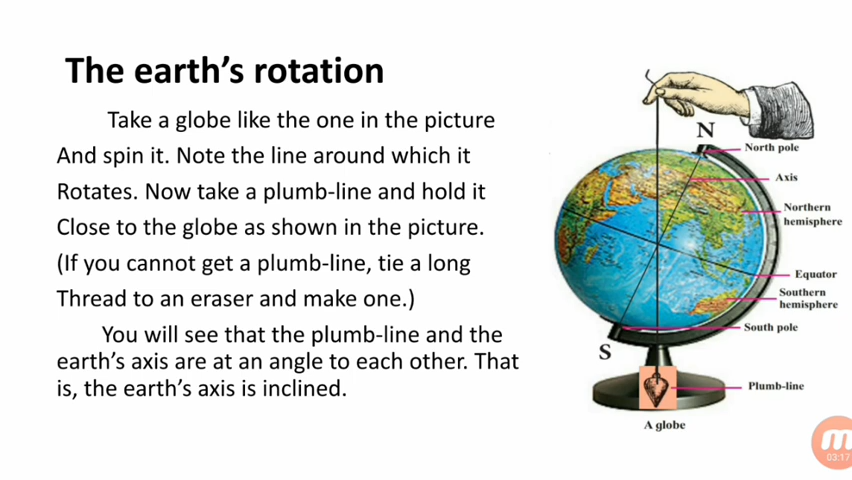 The earth's rotation
Take a globe like the one in the picture
And spin it. Note the line around which it
Rotates. Now take a plumb-line and hold it
Close to the globe as shown in the picture.
(If you cannot get a plumb-line, tie a long
Thread to an eraser and make one.)
You will see that the plumb-line and the
earth's axis are at an angle to each other. That
is, the earth's axis is inclined.
N
North pole
Axis
Northern
hemisphere
Equator
Southern
hemisphere
South pole
S
Plumb-line
A globe
03:17